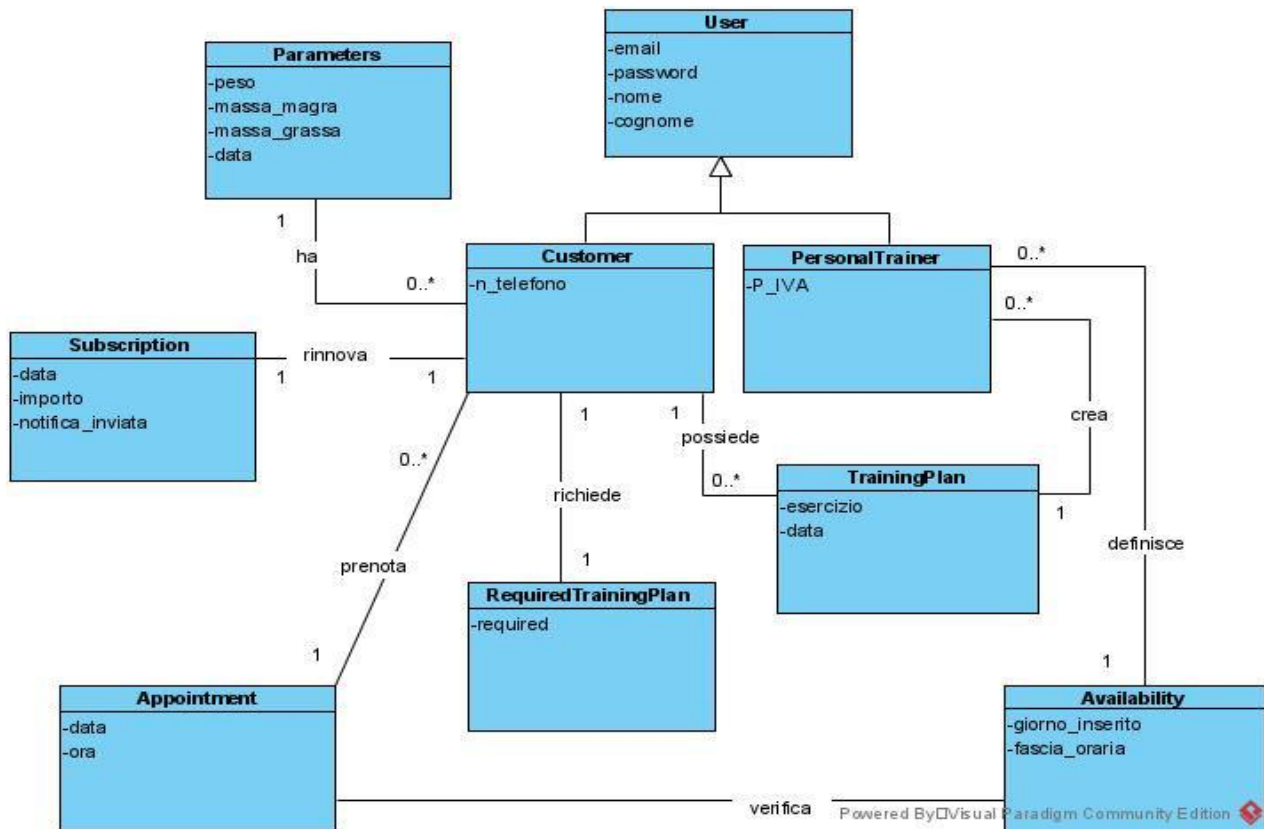 User
-email
-password
-nome
-cognome
Parameters
-peso
-massa_magra
-massa_grassa
-data
1
ha
0..*
Customer
-n_telefono
PersonalTrainer
-P_IVA
0..*
0..*
Subscription
-data
-importo
-notifica_inviata
rinnova
1
1
0..*
1
1
possiede
0..*
crea
TrainingPlan
-esercizio
-data
1
richiede
definisce
prenota
1
RequiredTrainingPlan
-required
1
1
Appointment
-data
-ora
Availability
-giorno_inserito
-fascia_oraria
verifica
Powered By□Visual Paradigm Community Edition